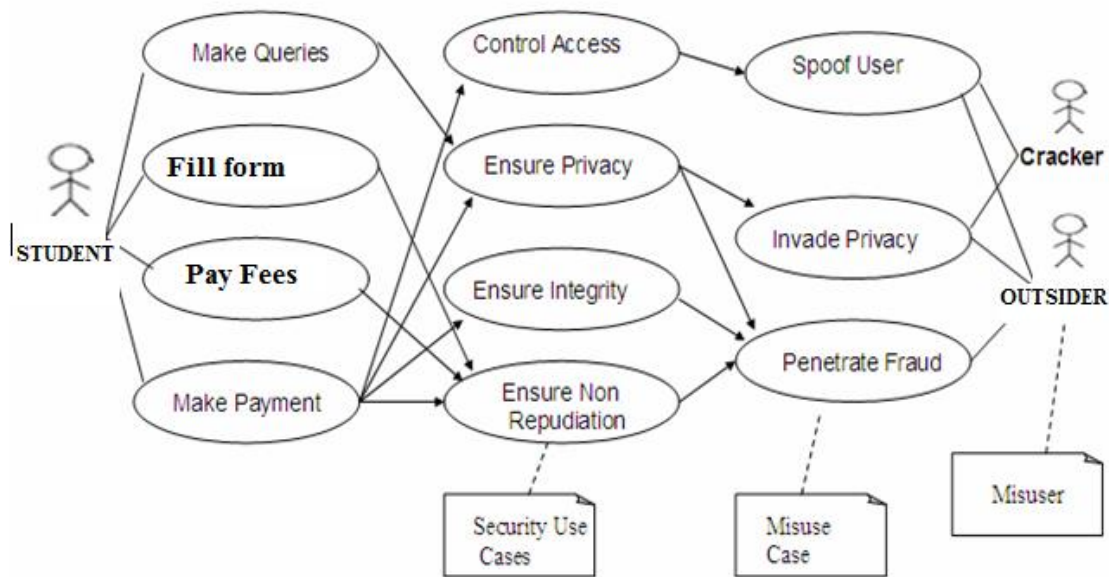 Make Queries
Control Access
Spoof User
Fill form
Ensure Privacy
Cracker
STUDENT
Pay Fees
Ensure Integrity
Invade Privacy
OUTSIDER
Make Payment
Ensure Non
Repudiation
Penetrate Fraud
Security Use
Cases
Misuse
Case
Misuser